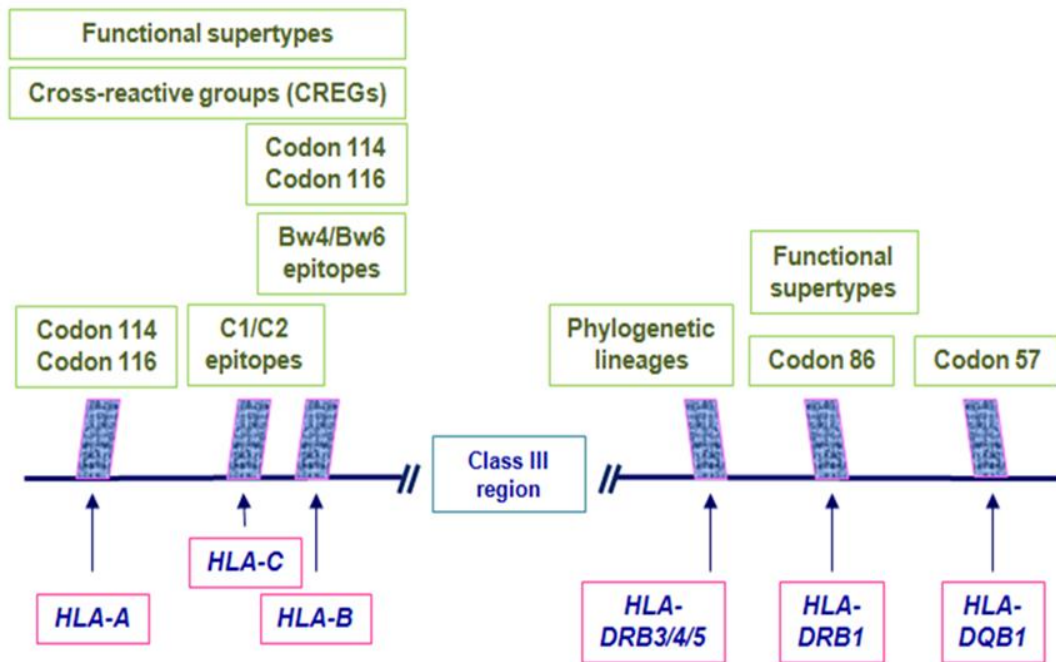 Functional supertypes
Cross-reactive groups (CREGs)
Codon 114
Codon 116
Bw4/Bw6
epitopes
Functional
supertypes
Codon 114
Codon 116
C1/C2
epitopes
Phylogenetic
lineages
Codon 86
Codon 57
Class III
region
HLA-C
HLA-A
HLA-B
HLA-
DRB3/4/5
HLA-
DRB1
HLA-
DQB1